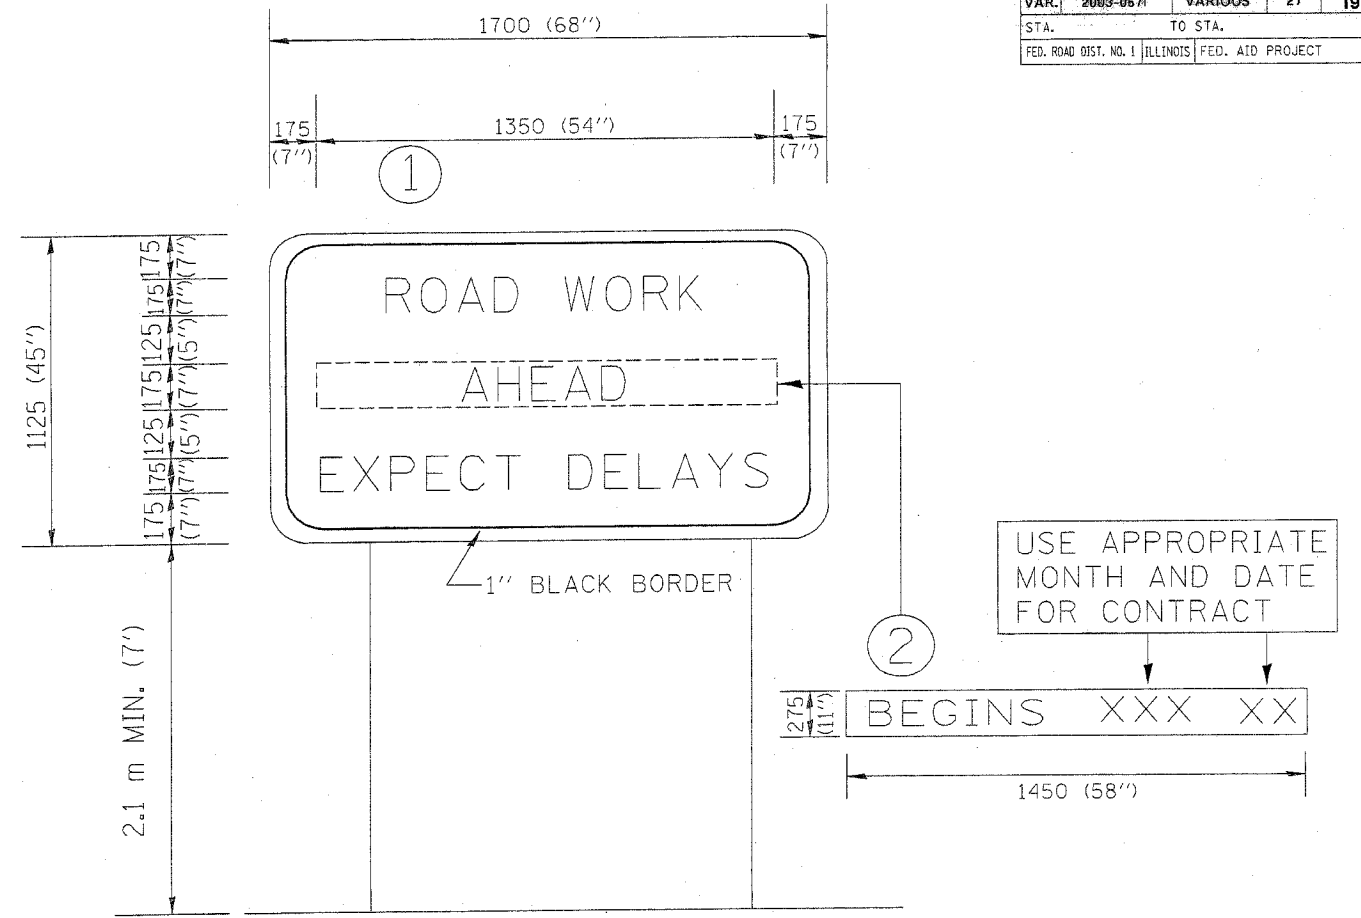 VAR. 2003-067I VARIOUS 27 19
STA. TO STA.
FED. ROAD DIST. NO. 1 ILLINOIS FED. AID PROJECT
1700 (68")
175 (7")
1350 (54")
175 (7")
1
1125 (45")
175 (7")
175 (7")
125 (5")
175 (7")
125 (5")
175 (7")
175 (7")
ROAD WORK
AHEAD
EXPECT DELAYS
1" BLACK BORDER
2.1 m MIN. (7')
2
USE APPROPRIATE
MONTH AND DATE
FOR CONTRACT
275 (11")
BEGINS XXX XX
1450 (58")